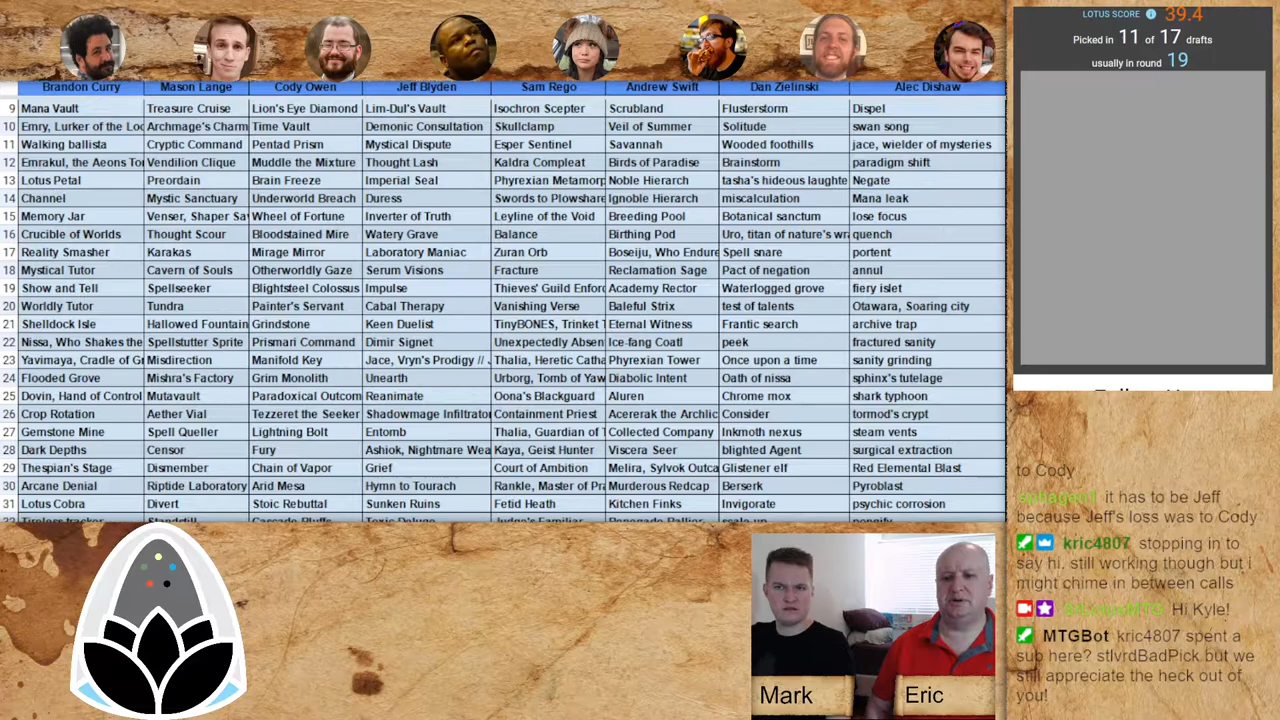 LOTUS SCORE 39.4
Picked in 11 of 17 drafts
usually in round 19
Brandon Curry Mason Lange Cody Owen Jeff Blyden Sam Rego Andrew Swift Dan Zielinski Alec Dishaw
9 Mana Vault Treasure Cruise Lion's Eye Diamond Lim-Dul's Vault Isochron Scepter Scrubland Flusterstorm Dispel
10 Emry, Lurker of the Loc Archmage's Charm Time Vault Demonic Consultation Skullclamp Veil of Summer Solitude swan song
11 Walking ballista Cryptic Command Pentad Prism Mystical Dispute Esper Sentinel Savannah Wooded foothills jace, wielder of mysteries
12 Emrakul, the Aeons To Vendilion Clique Muddle the Mixture Thought Lash Kaldra Compleat Birds of Paradise Brainstorm paradigm shift
13 Lotus Petal Preordain Brain Freeze Imperial Seal Phyrexian Metamorp Noble Hierarch tasha's hideous laughte Negate
14 Channel Mystic Sanctuary Underworld Breach Duress Swords to Plowshare Ignoble Hierarch miscalculation Mana leak
15 Memory Jar Venser, Shaper Sa Wheel of Fortune Inverter of Truth Leyline of the Void Breeding Pool Botanical sanctum lose focus
16 Crucible of Worlds Thought Scour Bloodstained Mire Watery Grave Balance Birthing Pod Uro, titan of nature's wr quench
17 Reality Smasher Karakas Mirage Mirror Laboratory Maniac Zuran Orb Boseiju, Who Endure Spell snare portent
18 Mystical Tutor Cavern of Souls Otherworldly Gaze Serum Visions Fracture Reclamation Sage Pact of negation annul
19 Show and Tell Spellseeker Blightsteel Colossus Impulse Thieves' Guild Enforc Academy Rector Waterlogged grove fiery islet
20 Worldly Tutor Tundra Painter's Servant Cabal Therapy Vanishing Verse Baleful Strix test of talents Otawara, Soaring city
21 Shelldock Isle Hallowed Fountain Grindstone Keen Duelist TinyBONES, Trinket T Eternal Witness Frantic search archive trap
22 Nissa, Who Shakes the Spellstutter Sprite Prismari Command Dimir Signet Unexpectedly Absen Ice-fang Coatl peek fractured sanity
23 Yavimaya, Cradle of Gr Misdirection Manifold Key Jace, Vryn's Prodigy // J Thalia, Heretic Catha Phyrexian Tower Once upon a time sanity grinding
24 Flooded Grove Mishra's Factory Grim Monolith Unearth Urborg, Tomb of Yaw Diabolic Intent Oath of nissa sphinx's tutelage
25 Dovin, Hand of Control Mutavault Paradoxical Outcom Reanimate Oona's Blackguard Aluren Chrome mox shark typhoon
26 Crop Rotation Aether Vial Tezzeret the Seeker Shadowmage Infiltrator Containment Priest Acererak the Archlic Consider tormod's crypt
27 Gemstone Mine Spell Queller Lightning Bolt Entomb Thalia, Guardian of T Collected Company Inkmoth nexus steam vents
28 Dark Depths Censor Fury Ashiok, Nightmare Wea Kaya, Geist Hunter Viscera Seer blighted Agent surgical extraction
29 Thespian's Stage Dismember Chain of Vapor Grief Court of Ambition Melira, Sylvok Outca Glistener elf Red Elemental Blast
30 Arcane Denial Riptide Laboratory Arid Mesa Hymn to Tourach Rankle, Master of Pra Murderous Redcap Berserk Pyroblast
31 Lotus Cobra Divert Stoic Rebuttal Sunken Ruins Fetid Heath Kitchen Finks Invigorate psychic corrosion
to Cody
it has to be Jeff
because Jeff's loss was to Cody
kric4807 stopping in to
say hi. still working though but i
might chime in between calls
Hi Kyle!
MTGBot kric4807 spent a
sub here? stlvrdBadPick but we
still appreciate the heck out of
you!
Mark Eric